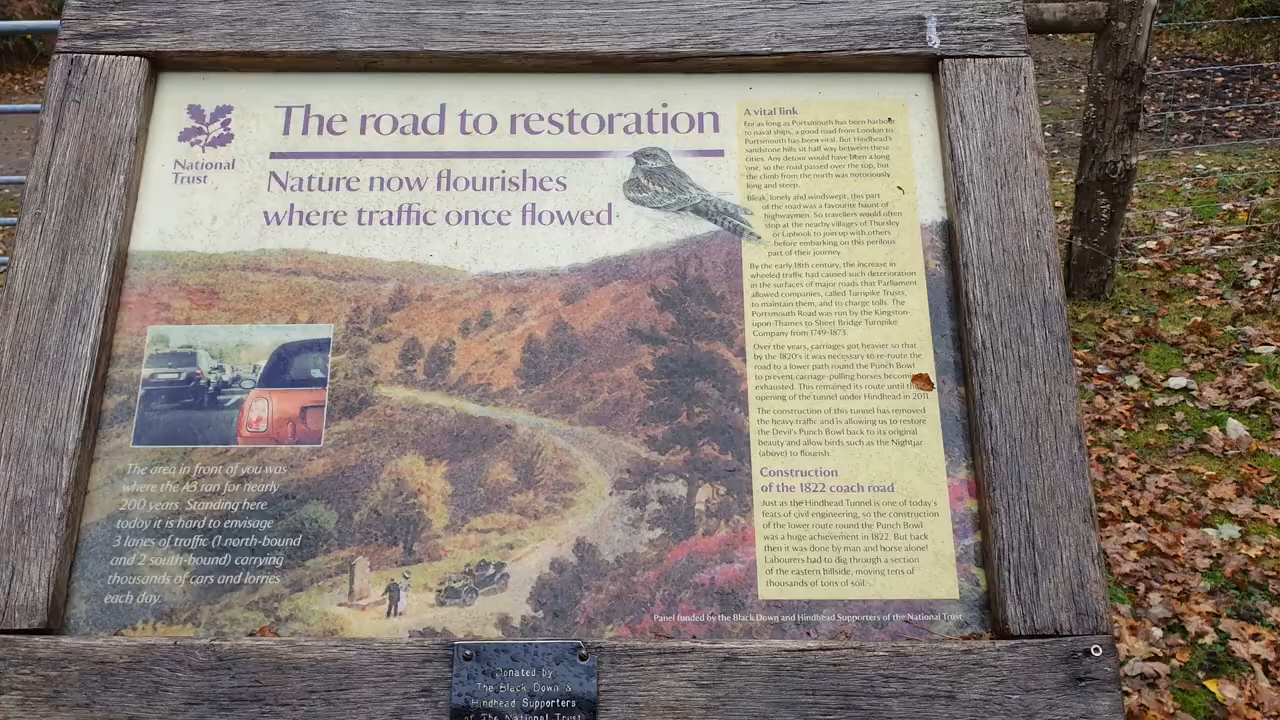 National
Trust
The road to restoration
Nature now flourishes
where traffic once flowed
The area in front of you was
where the A3 ran for nearly
200 years. Standing here
today it is hard to envisage
3 lanes of traffic (1 north-bound
and 2 south-bound) carrying
thousands of cars and lorries
each day.
A vital link
For as long as Portsmouth has been harbour
to naval ships, a good road from London to
Portsmouth has been vital. But Hindhead's
sandstone hills sit half way between these
cities. Any detour would have been a long
one, so the road passed over the top, but
the climb from the north was notoriously
long and steep.
Bleak, lonely and windswept, this part
of the road was a favourite haunt of
highwaymen. So travellers would often
stop at the nearby villages of Thursley
or Liphook to join up with others
before embarking on this perilous
part of their journey.
By the early 18th century, the increase in
wheeled traffic had caused such deterioration
in the surfaces of major roads that Parliament
allowed companies, called Turnpike Trusts,
to maintain them, and to charge tolls. The
Portsmouth Road was run by the Kingston-
upon-Thames to Sheet Bridge Turnpike
Company from 1749-1873.
Over the years, carriages got heavier so that
by the 1820's it was necessary to re-route the
road to a lower path round the Punch Bowl
to prevent carriage-pulling horses becoming
exhausted. This remained its route until the
opening of the tunnel under Hindhead in 2011.
The construction of this tunnel has removed
the heavy traffic and is allowing us to restore
the Devil's Punch Bowl back to its original
beauty and allow birds such as the Nightjar
(above) to flourish.
Construction
of the 1822 coach road
Just as the Hindhead Tunnel is one of today's
feats of civil engineering, so the construction
of the lower route round the Punch Bowl
was a huge achievement in 1822. But back
then it was done by man and horse alone!
Labourers had to dig through a section
of the eastern hillside, moving tens of
thousands of tons of soil.
Panel funded by the Black Down and Hindhead Supporters of the National Trust
Donated by
The Black Down &
Hindhead Supporters
of The National Trust